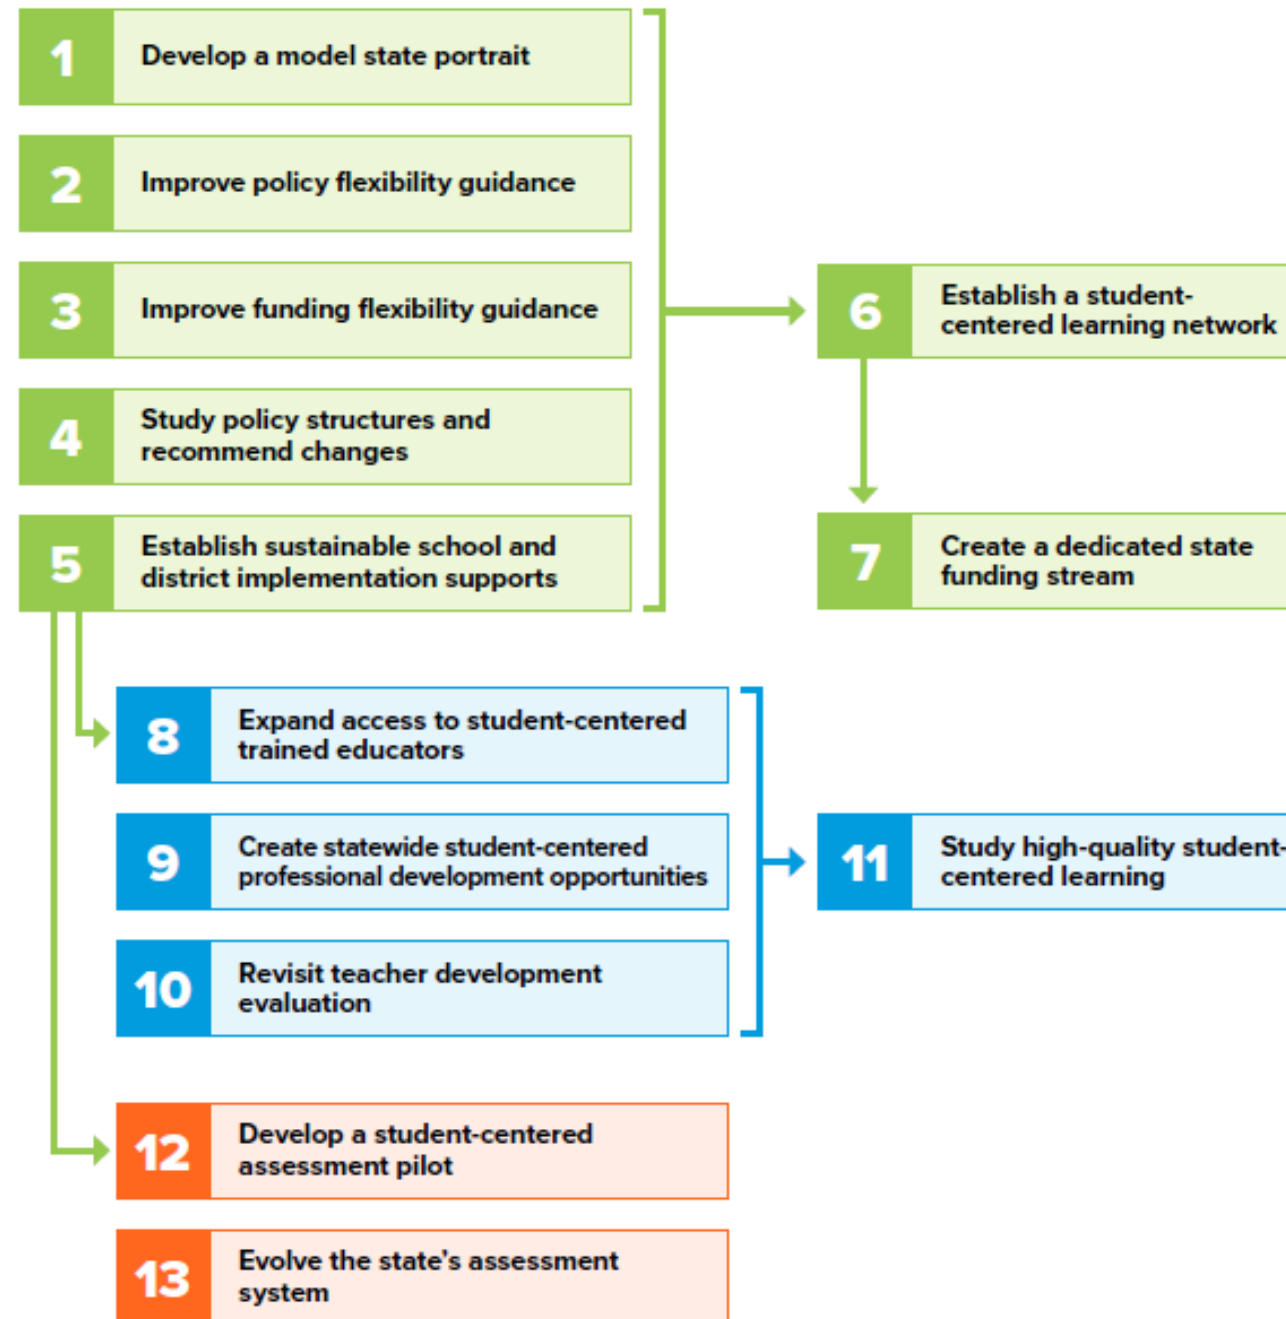 1
Develop a model state portrait
2
Improve policy flexibility guidance
3
Improve funding flexibility guidance
4
Study policy structures and
recommend changes
5
Establish sustainable school and
district implementation supports
6
Establish a student-
centered learning network
7
Create a dedicated state
funding stream
8
Expand access to student-centered
trained educators
9
Create statewide student-centered
professional development opportunities
10
Revisit teacher development
evaluation
11
Study high-quality student-
centered learning
12
Develop a student-centered
assessment pilot
13
Evolve the state's assessment
system